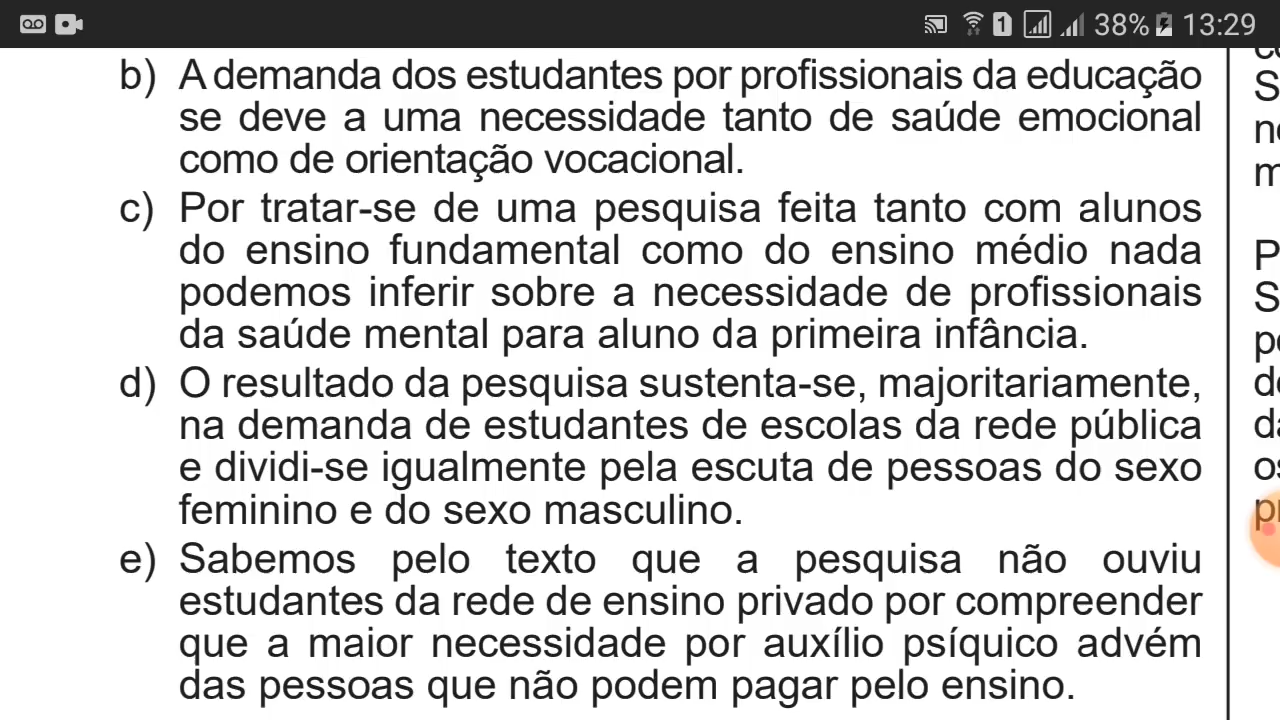 1 38% 13:29
b) A demanda dos estudantes por profissionais da educação
se deve a uma necessidade tanto de saúde emocional
como de orientação vocacional.
c) Por tratar-se de uma pesquisa feita tanto com alunos
do ensino fundamental como do ensino médio nada
podemos inferir sobre a necessidade de profissionais
da saúde mental para aluno da primeira infância.
d) O resultado da pesquisa sustenta-se, majoritariamente,
na demanda de estudantes de escolas da rede pública
e dividi-se igualmente pela escuta de pessoas do sexo
feminino e do sexo masculino.
e) Sabemos pelo texto que a pesquisa não ouviu
estudantes da rede de ensino privado por compreender
que a maior necessidade por auxílio psíquico advém
das pessoas que não podem pagar pelo ensino.